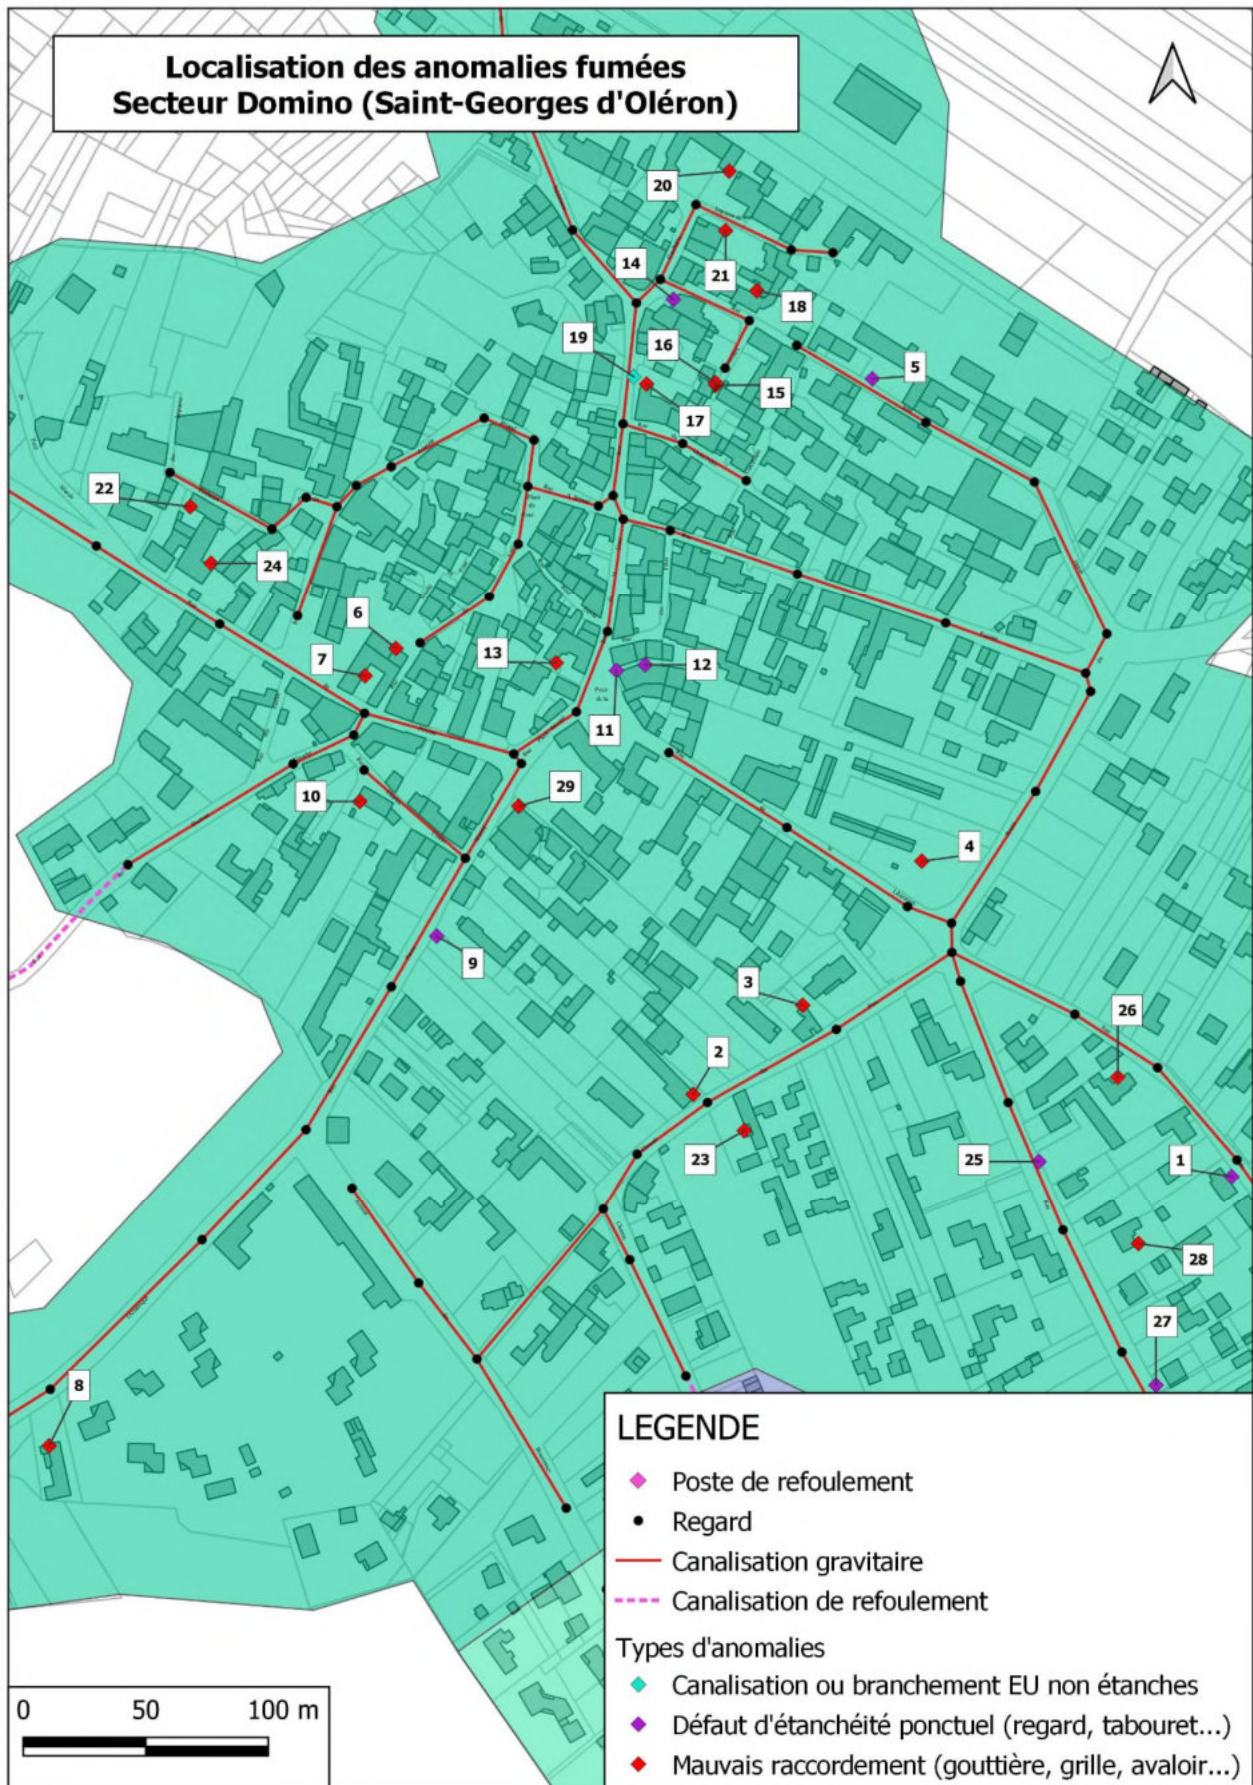 Localisation des anomalies fumées
Secteur Domino (Saint-Georges d'Oléron)
20
14
21
18
19
16
5
15
17
22
24
6
7
13
12
11
10
29
4
9
3
26
2
23
25
1
28
27
8
LEGENDE
Poste de refoulement
Regard
Canalisation gravitaire
Canalisation de refoulement
Types d'anomalies
Canalisation ou branchement EU non étanches
Défaut d'étanchéité ponctuel (regard, tabouret...)
Mauvais raccordement (gouttière, grille, avaloir...)
0 50 100 m